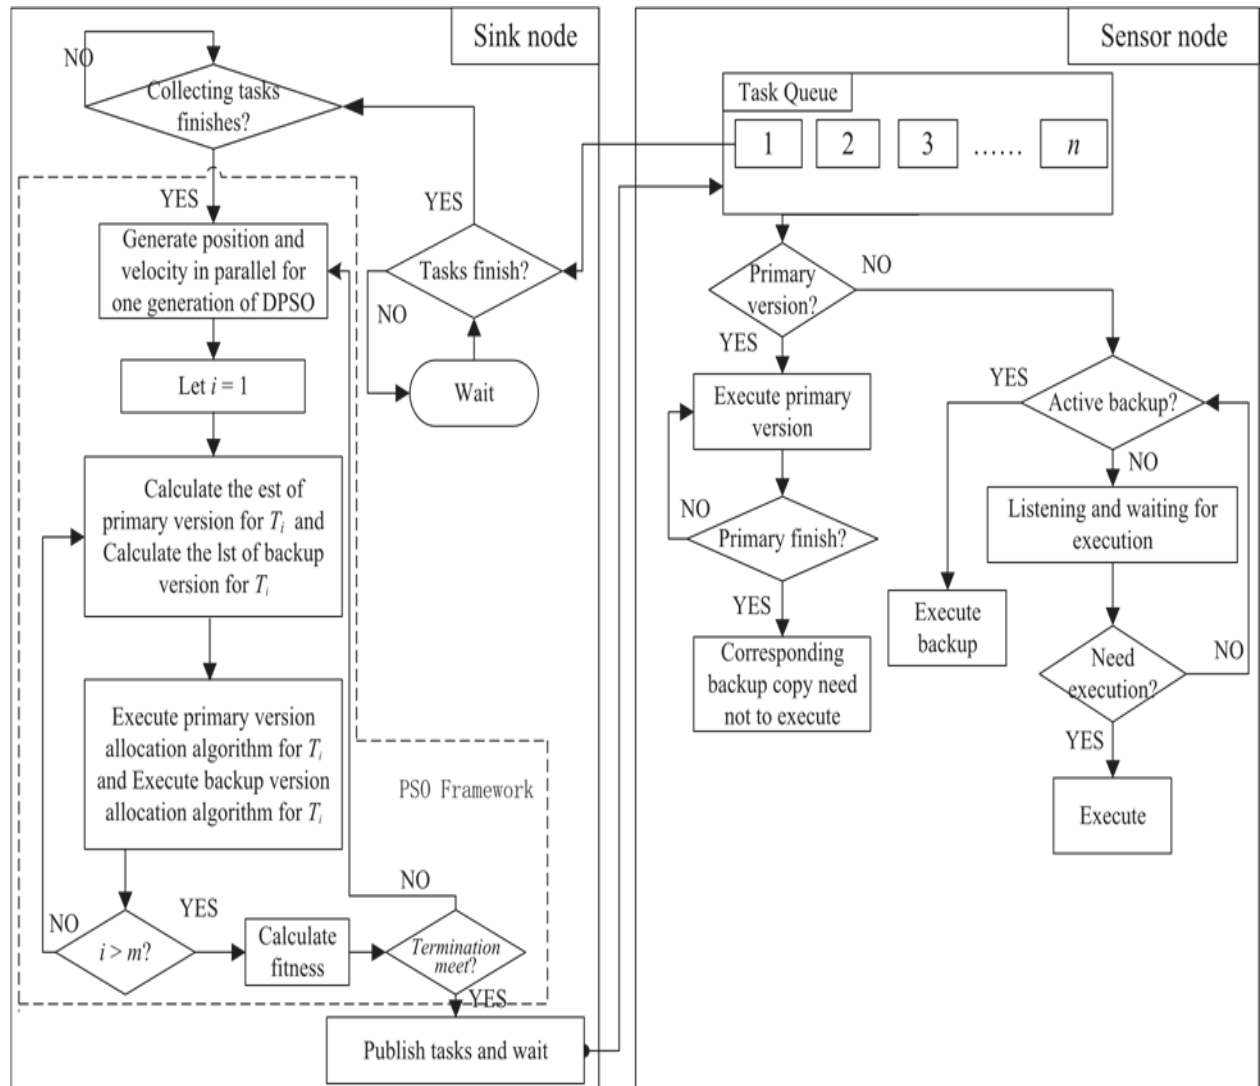 Sink node
NO
Collecting tasks
finishes?
YES
Generate position and
velocity in parallel for
one generation of DPSO
Let i = 1
Calculate the est of
primary version for Ti and
Calculate the lst of backup
version for Ti
Execute primary version
allocation algorithm for Ti
and Execute backup version
allocation algorithm for Ti
NO
i > m?
YES
Calculate
fitness
Termination
meet?
NO
YES
PSO Framework
Publish tasks and wait
YES
Tasks finish?
NO
Wait
Sensor node
Task Queue
1
2
3
……
n
Primary
version?
NO
YES
Execute primary
version
NO
Primary finish?
YES
Corresponding
backup copy need
not to execute
YES
Active backup?
NO
Execute
backup
Listening and waiting for
execution
Need
execution?
NO
YES
Execute